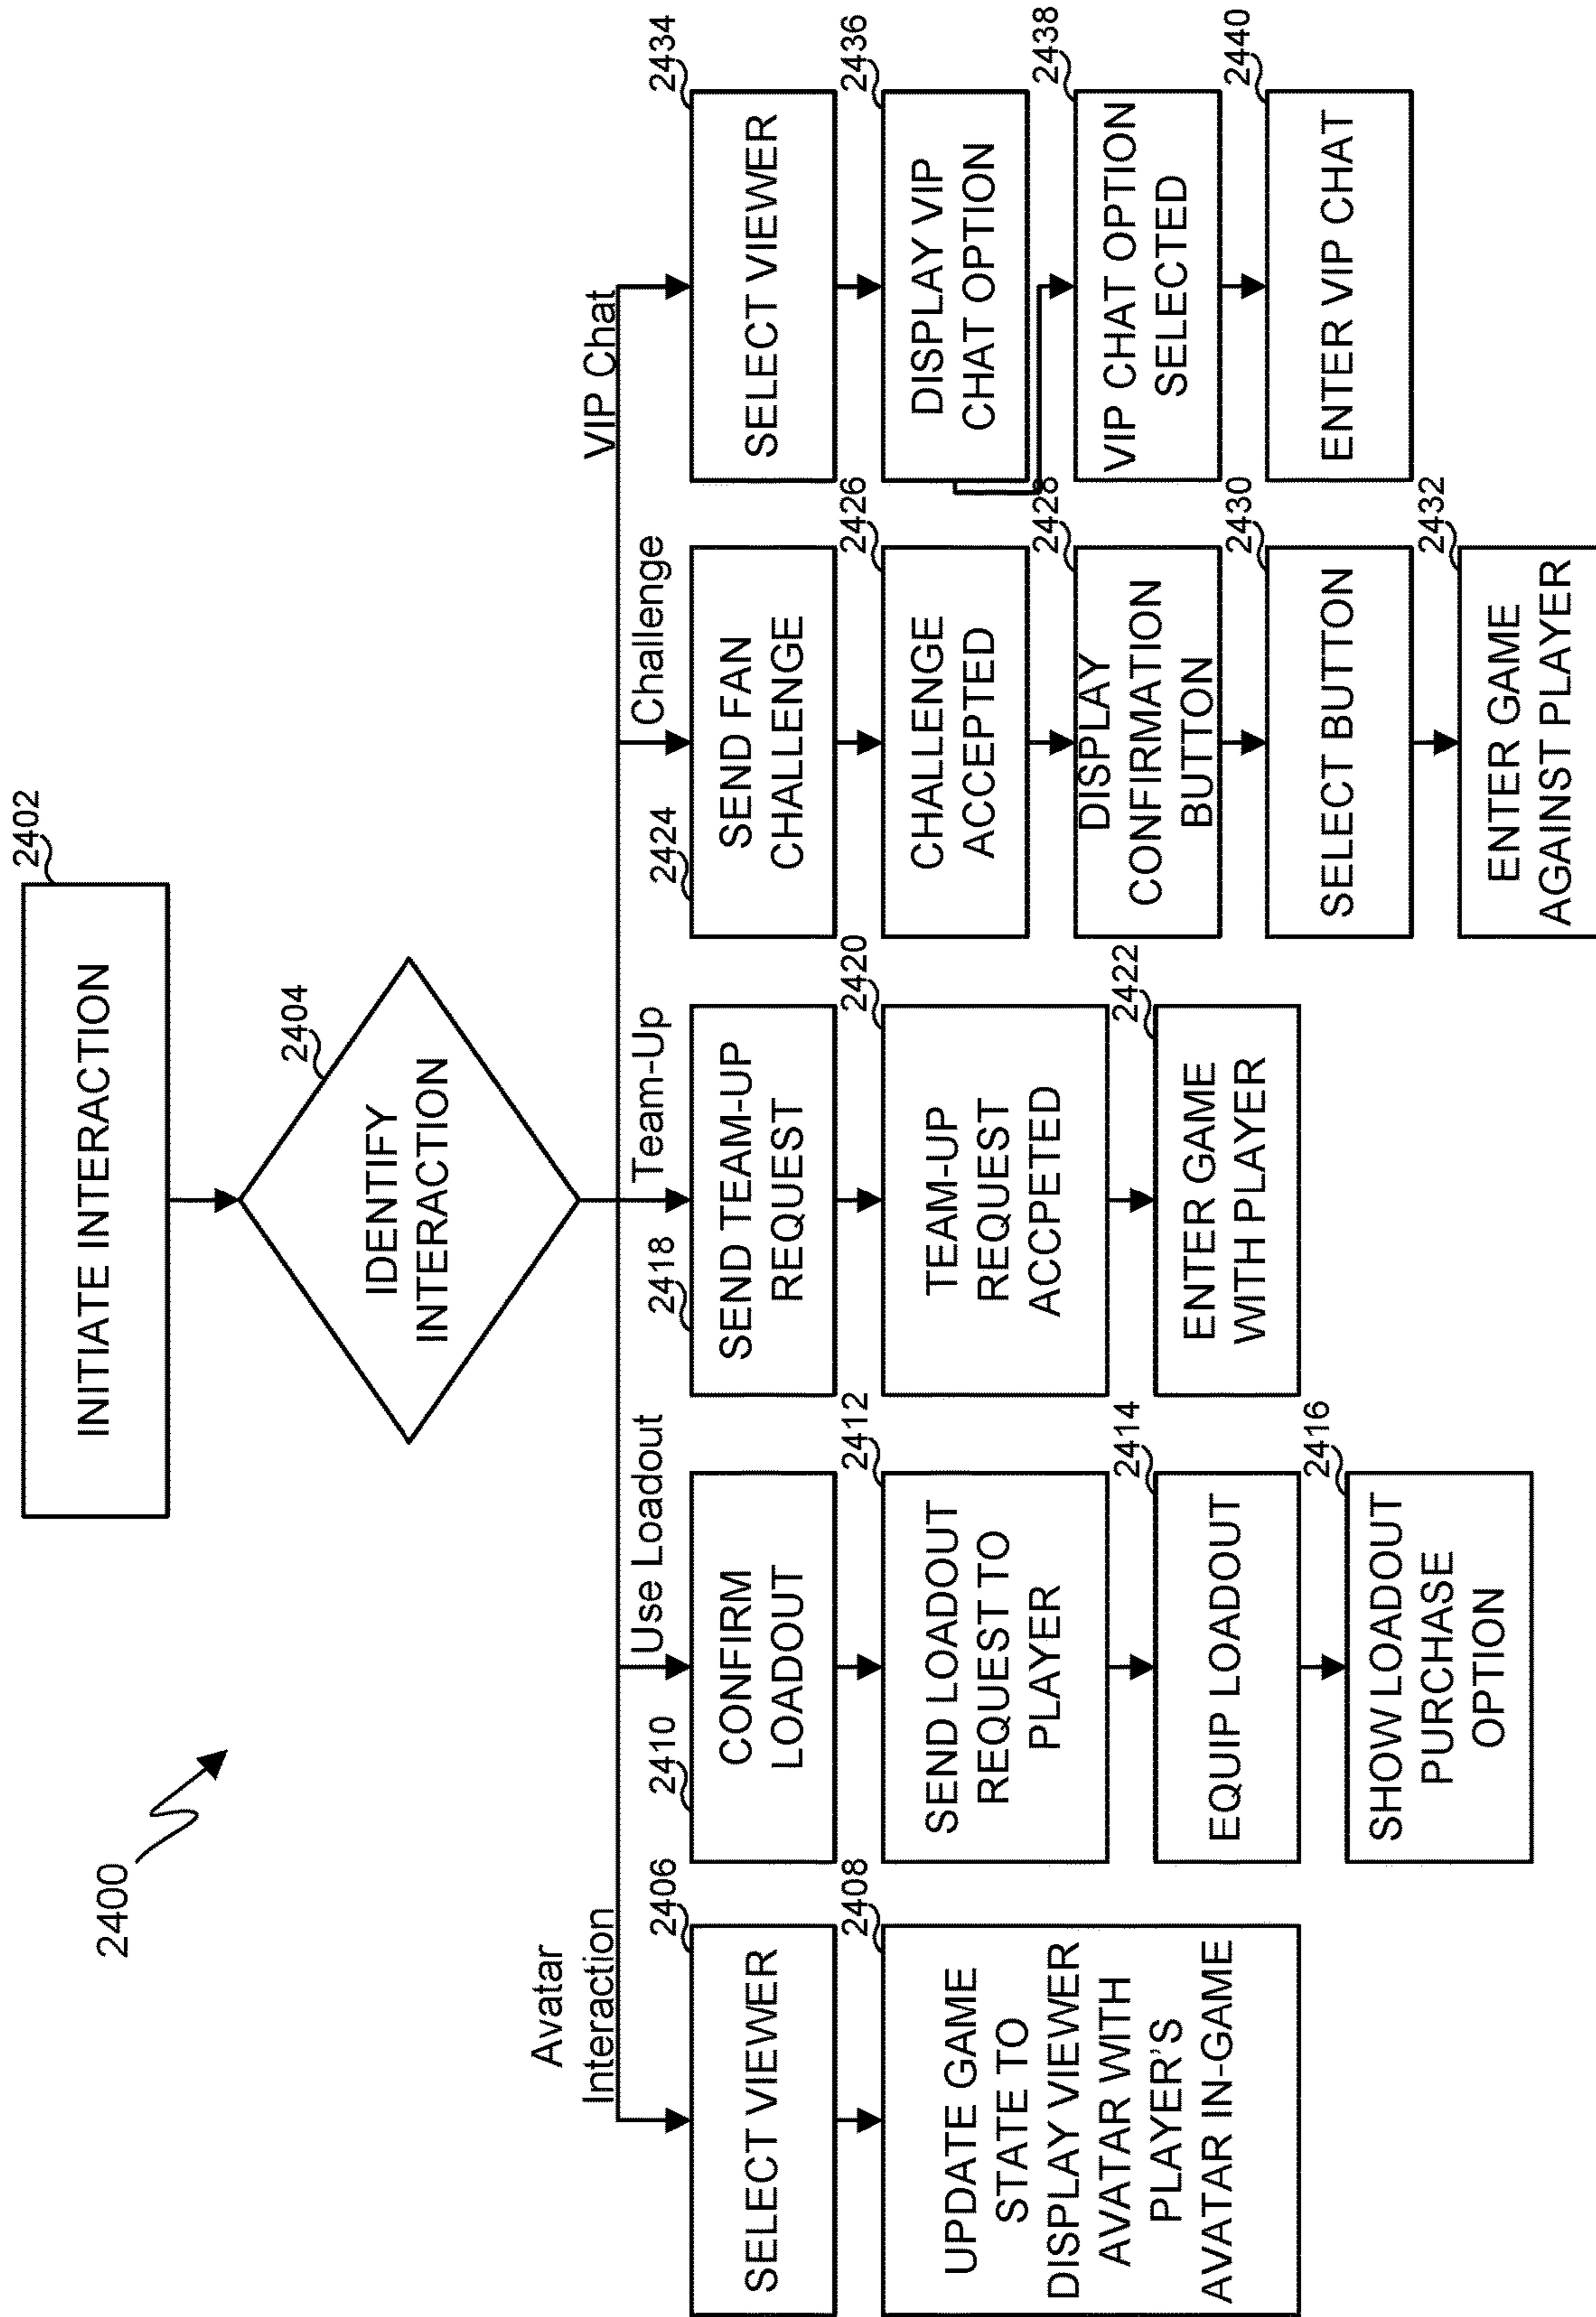 2400
2402
INITIATE INTERACTION
2404
IDENTIFY
INTERACTION
Avatar
Interaction
2406
SELECT VIEWER
2408
UPDATE GAME
STATE TO
DISPLAY VIEWER
AVATAR WITH
PLAYER'S
AVATAR IN-GAME
Use Loadout
2410
CONFIRM
LOADOUT
2412
SEND LOADOUT
REQUEST TO
PLAYER
2414
EQUIP LOADOUT
2416
SHOW LOADOUT
PURCHASE
OPTION
Team-Up
2418
SEND TEAM-UP
REQUEST
2420
TEAM-UP
REQUEST
ACCPETED
2422
ENTER GAME
WITH PLAYER
Challenge
2424
SEND FAN
CHALLENGE
2426
CHALLENGE
ACCEPTED
2428
DISPLAY
CONFIRMATION
BUTTON
2430
SELECT BUTTON
2432
ENTER GAME
AGAINST PLAYER
VIP Chat
2434
SELECT VIEWER
2436
DISPLAY VIP
CHAT OPTION
2438
VIP CHAT OPTION
SELECTED
2440
ENTER VIP CHAT